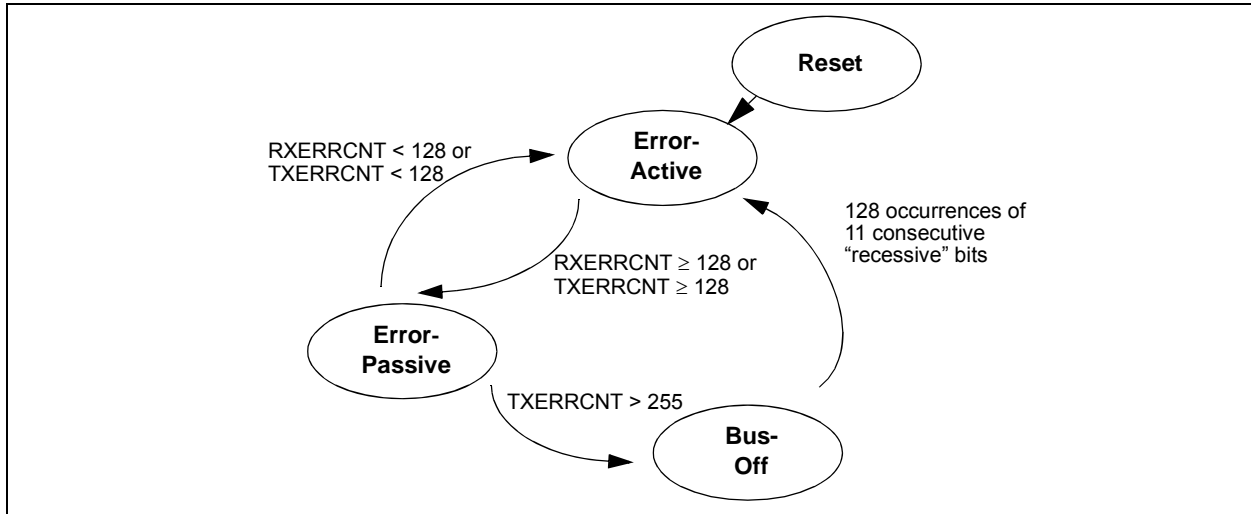 Reset
Error-
Active
RXERRCNT < 128 or
TXERRCNT < 128
128 occurrences of
11 consecutive
“recessive” bits
RXERRCNT ≥ 128 or
TXERRCNT ≥ 128
Error-
Passive
TXERRCNT > 255
Bus-
Off